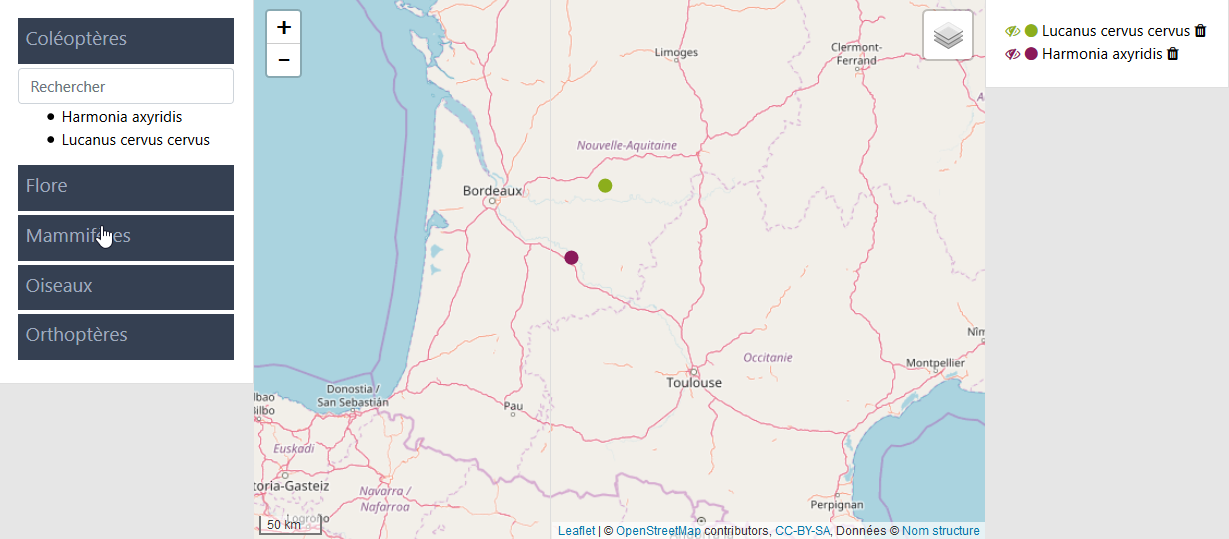 Coléoptères
Rechercher
Harmonia axyridis
Lucanus cervus cervus
Flore
Oiseaux
Orthoptères
+
−
Limoges
Clermont-
Ferrand
Nouvelle-Aquitaine
Bordeaux
Occitanie
Nîm
Montpellier
Toulouse
Donostia /
San Sebastián
lbao
Bilbo
Pau
Euskadi
toria-Gasteiz
Navarra /
Nafarroa
Logroño
Perpignan
50 km
Leaflet | © OpenStreetMap contributors, CC-BY-SA, Données © Nom structure
Lucanus cervus cervus
Harmonia axyridis